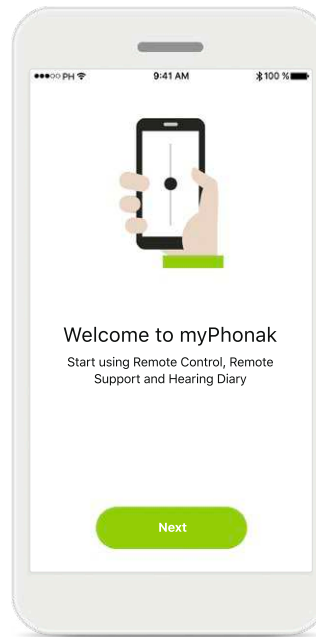 ●●●○○ PH 9:41 AM 100 %
Welcome to myPhonak
Start using Remote Control, Remote
Support and Hearing Diary
Next